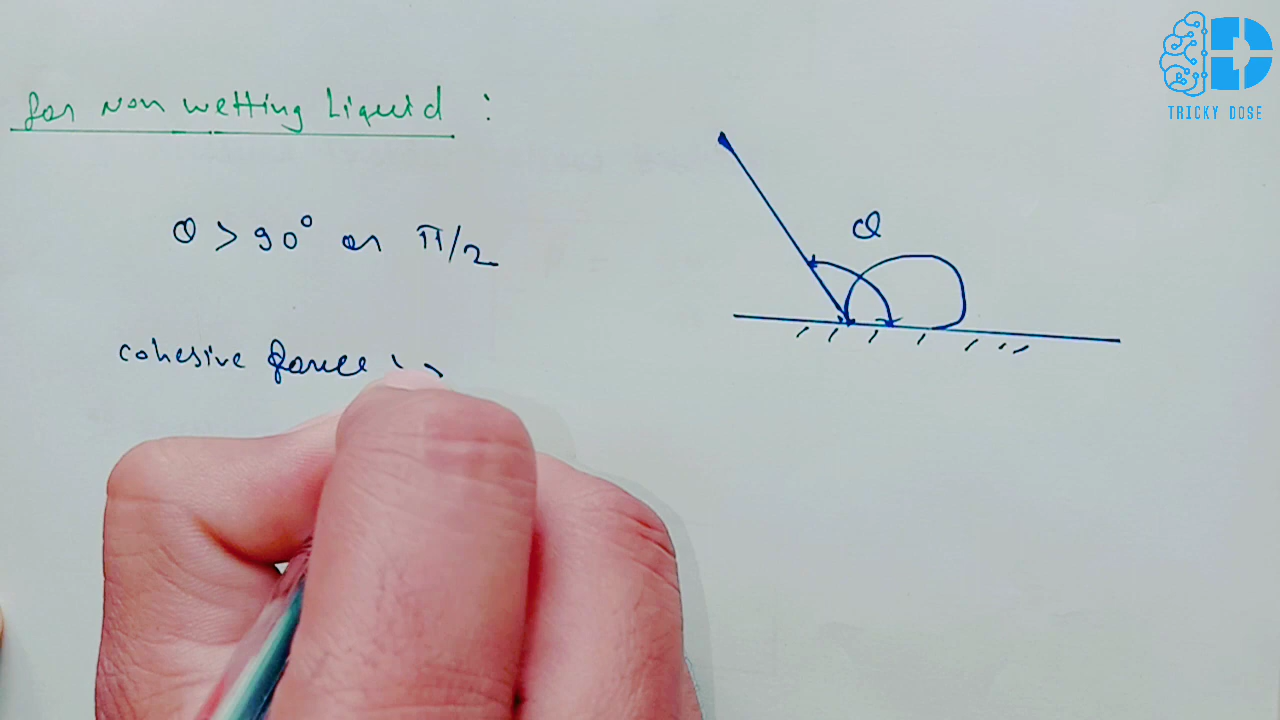 for Non wetting Liquid :
θ > 90° or π/2
cohesive force
θ
TRICKY DOSE